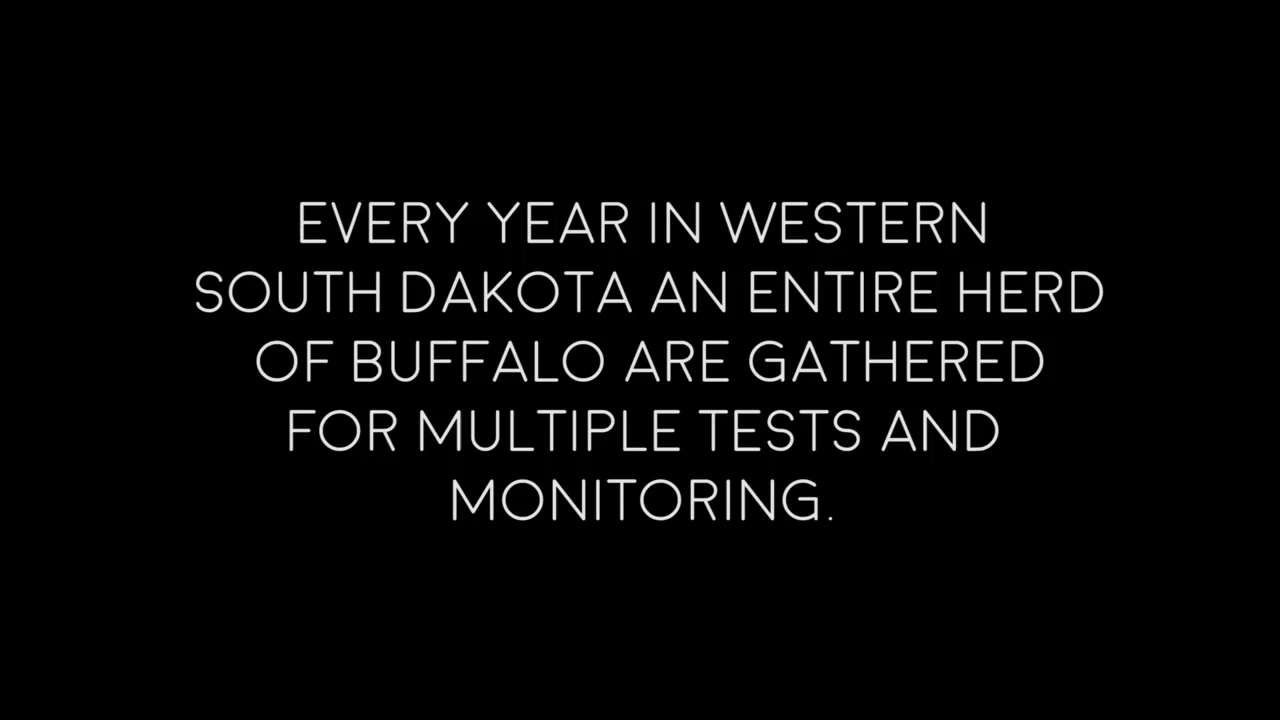 EVERY YEAR IN WESTERN
SOUTH DAKOTA AN ENTIRE HERD
OF BUFFALO ARE GATHERED
FOR MULTIPLE TESTS AND
MONITORING.